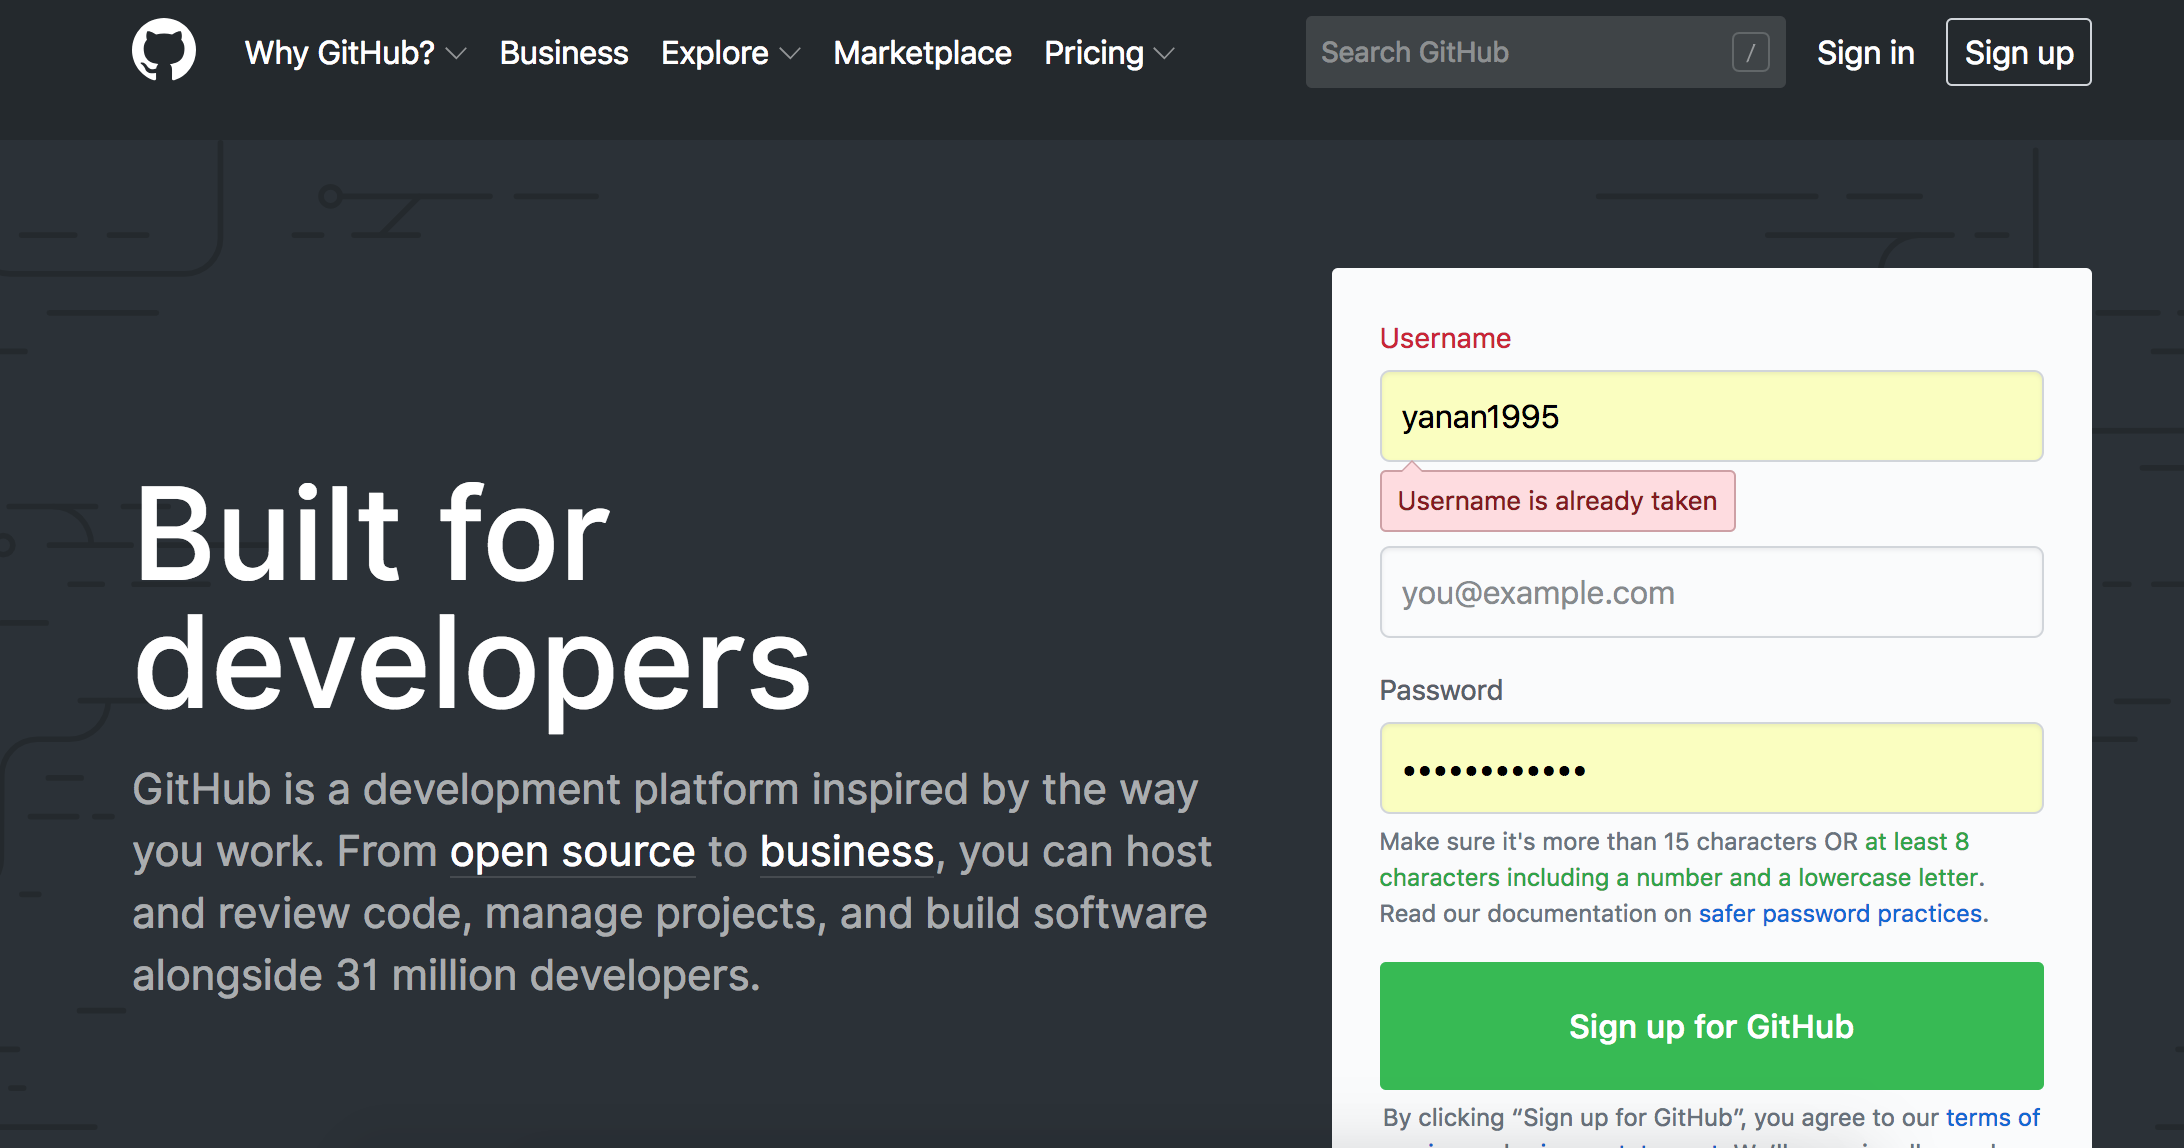 Why GitHub? Business Explore Marketplace Pricing Search GitHub / Sign in Sign up
Built for
developers
GitHub is a development platform inspired by the way
you work. From open source to business, you can host
and review code, manage projects, and build software
alongside 31 million developers.
Username
yanan1995
Username is already taken
you@example.com
Password
••••••••••••
Make sure it's more than 15 characters OR at least 8
characters including a number and a lowercase letter.
Read our documentation on safer password practices.
Sign up for GitHub
By clicking “Sign up for GitHub”, you agree to our terms of